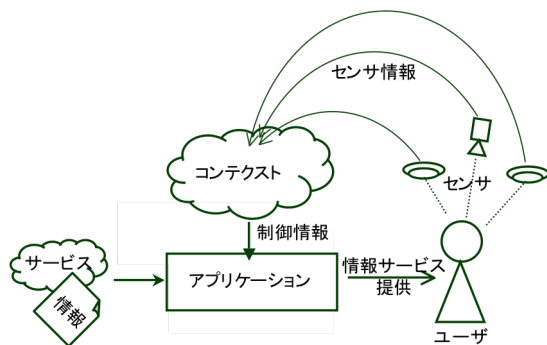 センサ情報
コンテクスト
センサ
制御情報
サービス
情報
アプリケーション
情報サービス
提供
ユーザ